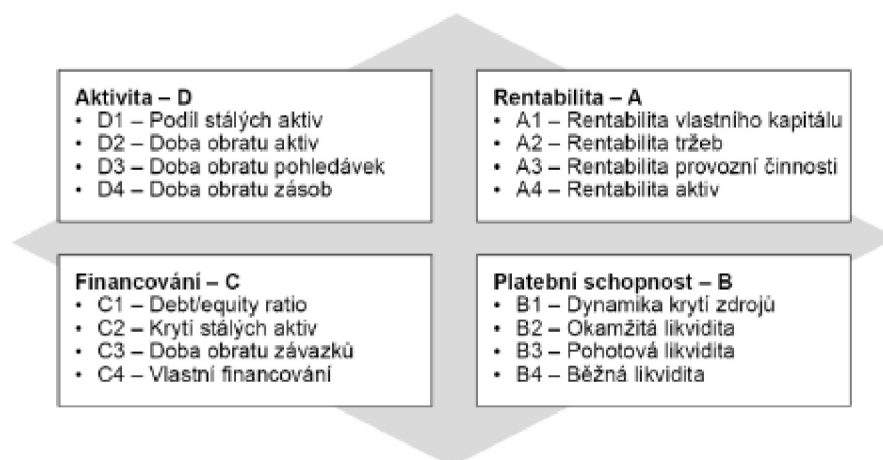 Aktivita – D
• D1 – Podíl stálých aktiv
• D2 – Doba obratu aktiv
• D3 – Doba obratu pohledávek
• D4 – Doba obratu zásob
Rentabilita – A
• A1 – Rentabilita vlastního kapitálu
• A2 – Rentabilita tržeb
• A3 – Rentabilita provozní činnosti
• A4 – Rentabilita aktiv
Financování – C
• C1 – Debt/equity ratio
• C2 – Krytí stálých aktiv
• C3 – Doba obratu závazků
• C4 – Vlastní financování
Platební schopnost – B
• B1 – Dynamika krytí zdrojů
• B2 – Okamžitá likvidita
• B3 – Pohotová likvidita
• B4 – Běžná likvidita